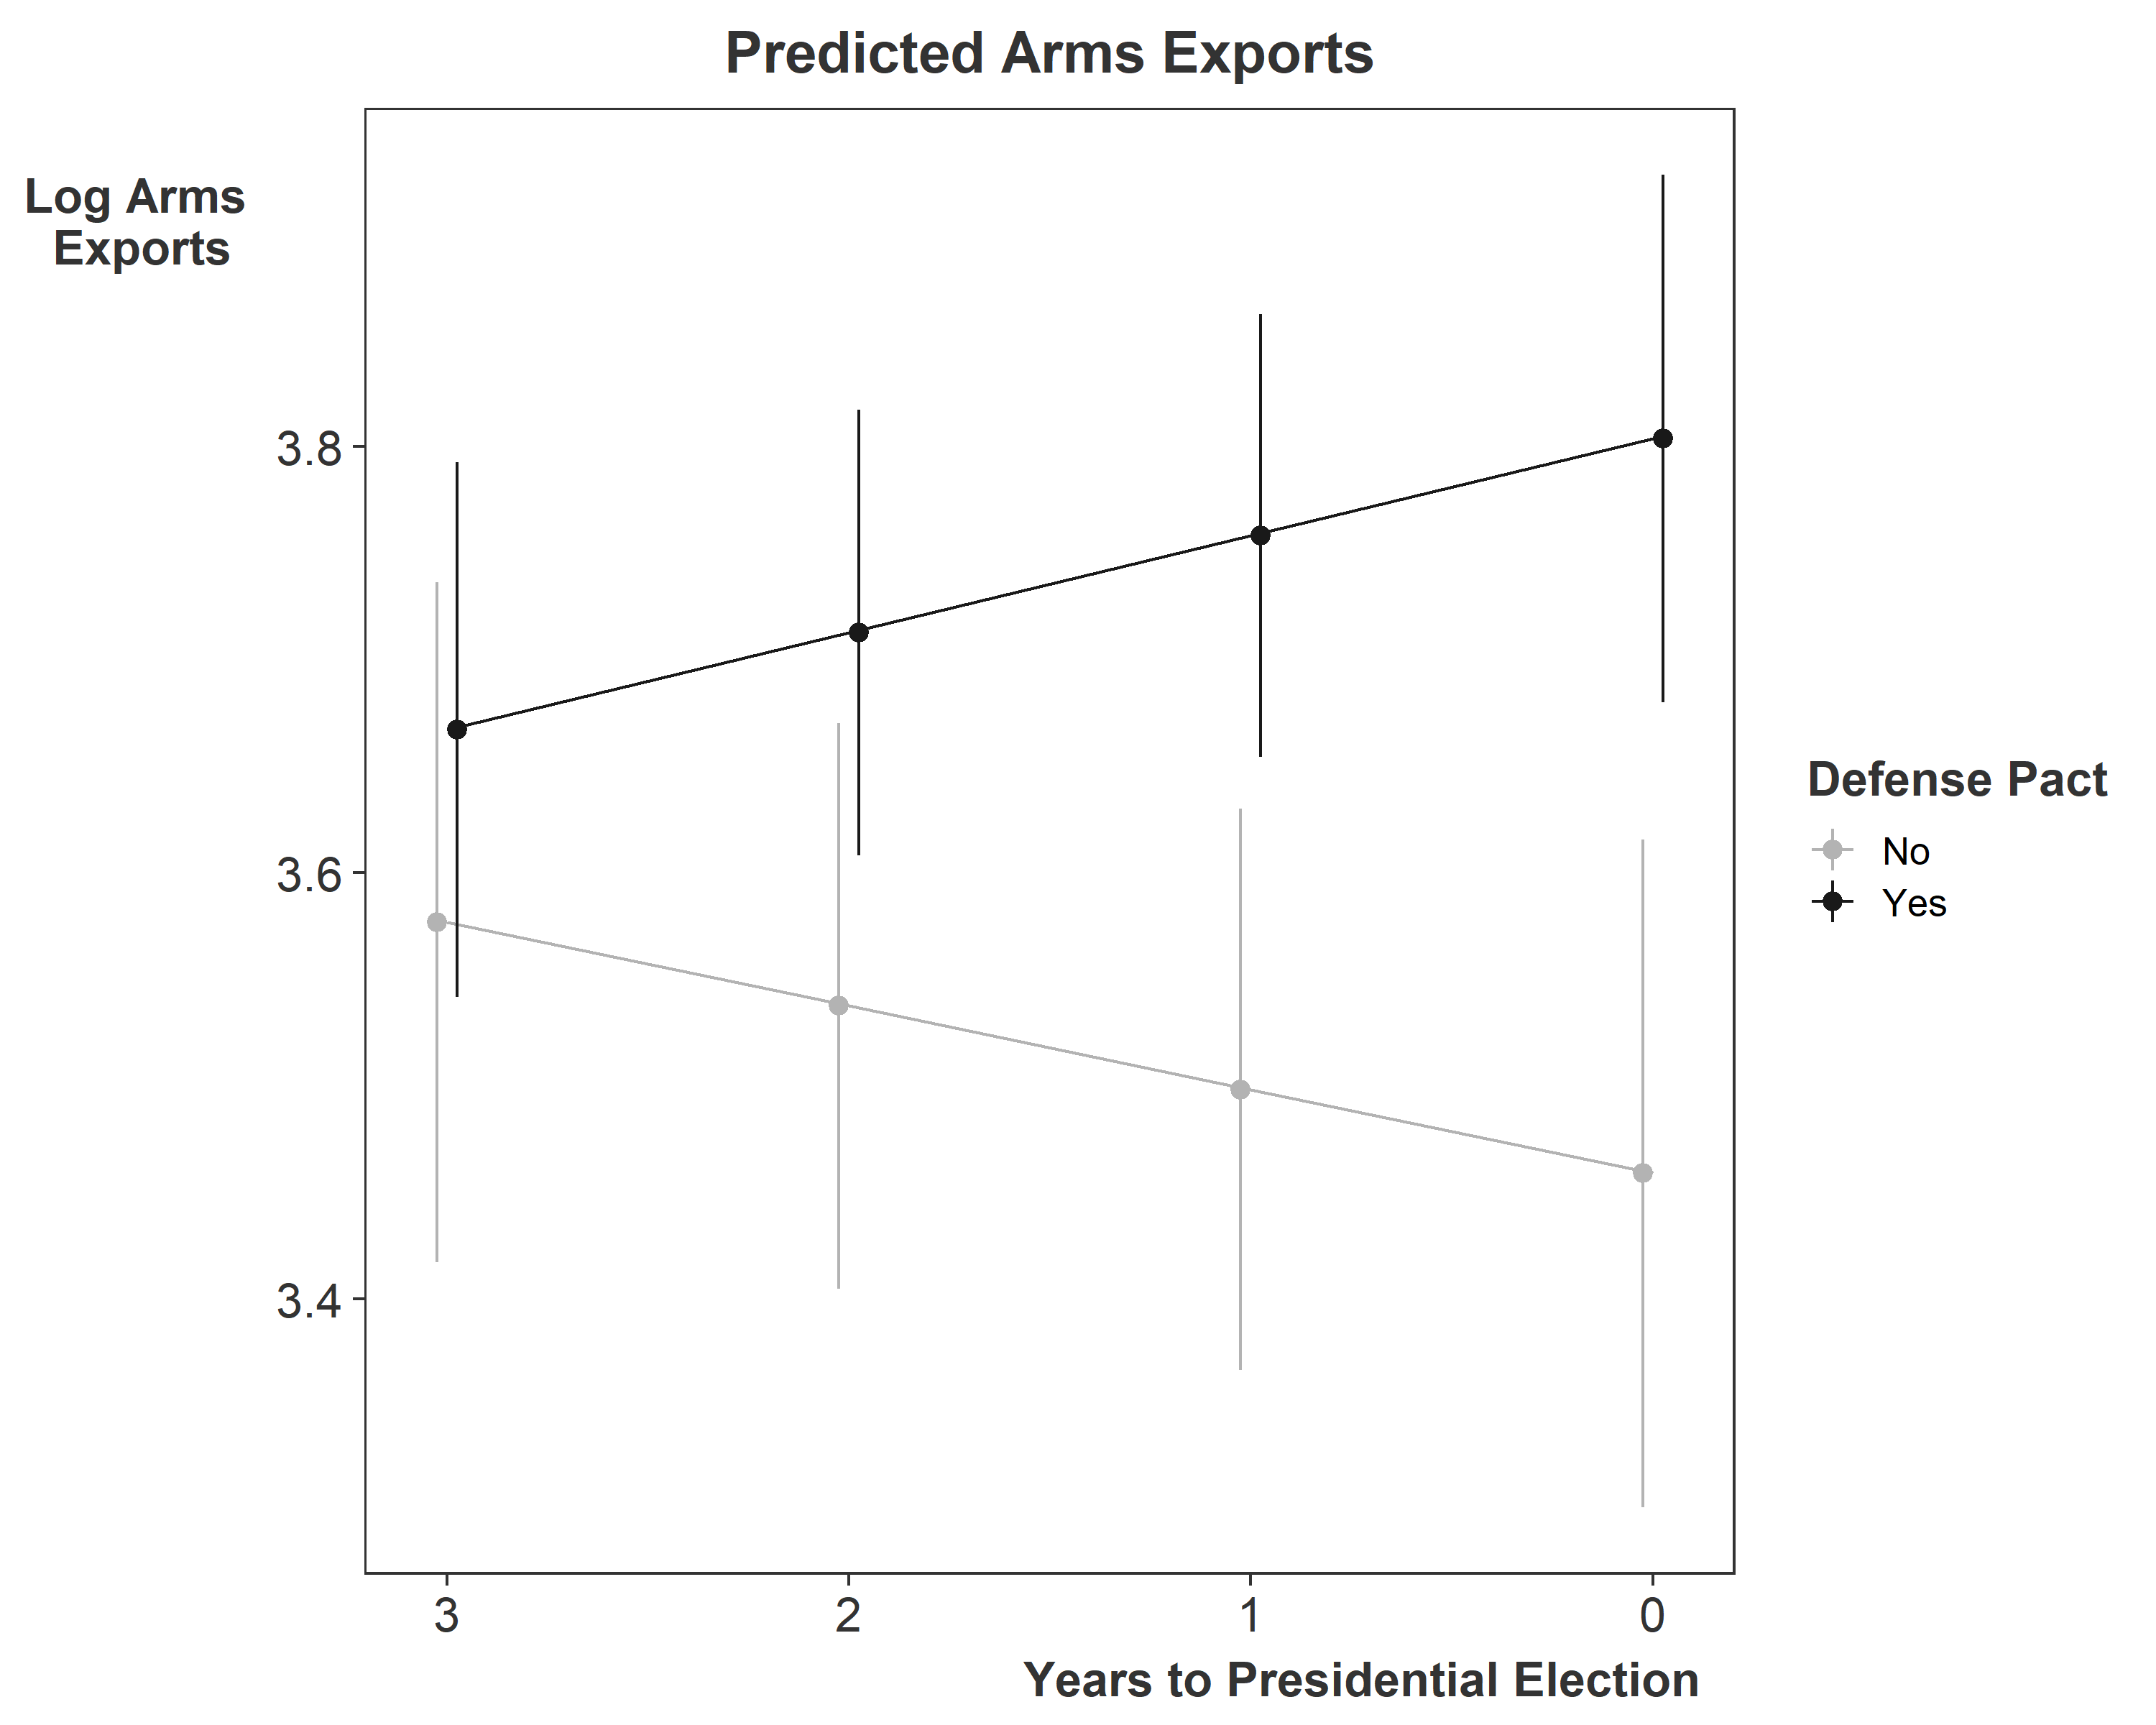 Predicted Arms Exports
Log Arms
Exports
3.8
3.6
3.4
3 2 1 0
Years to Presidential Election
Defense Pact
No
Yes